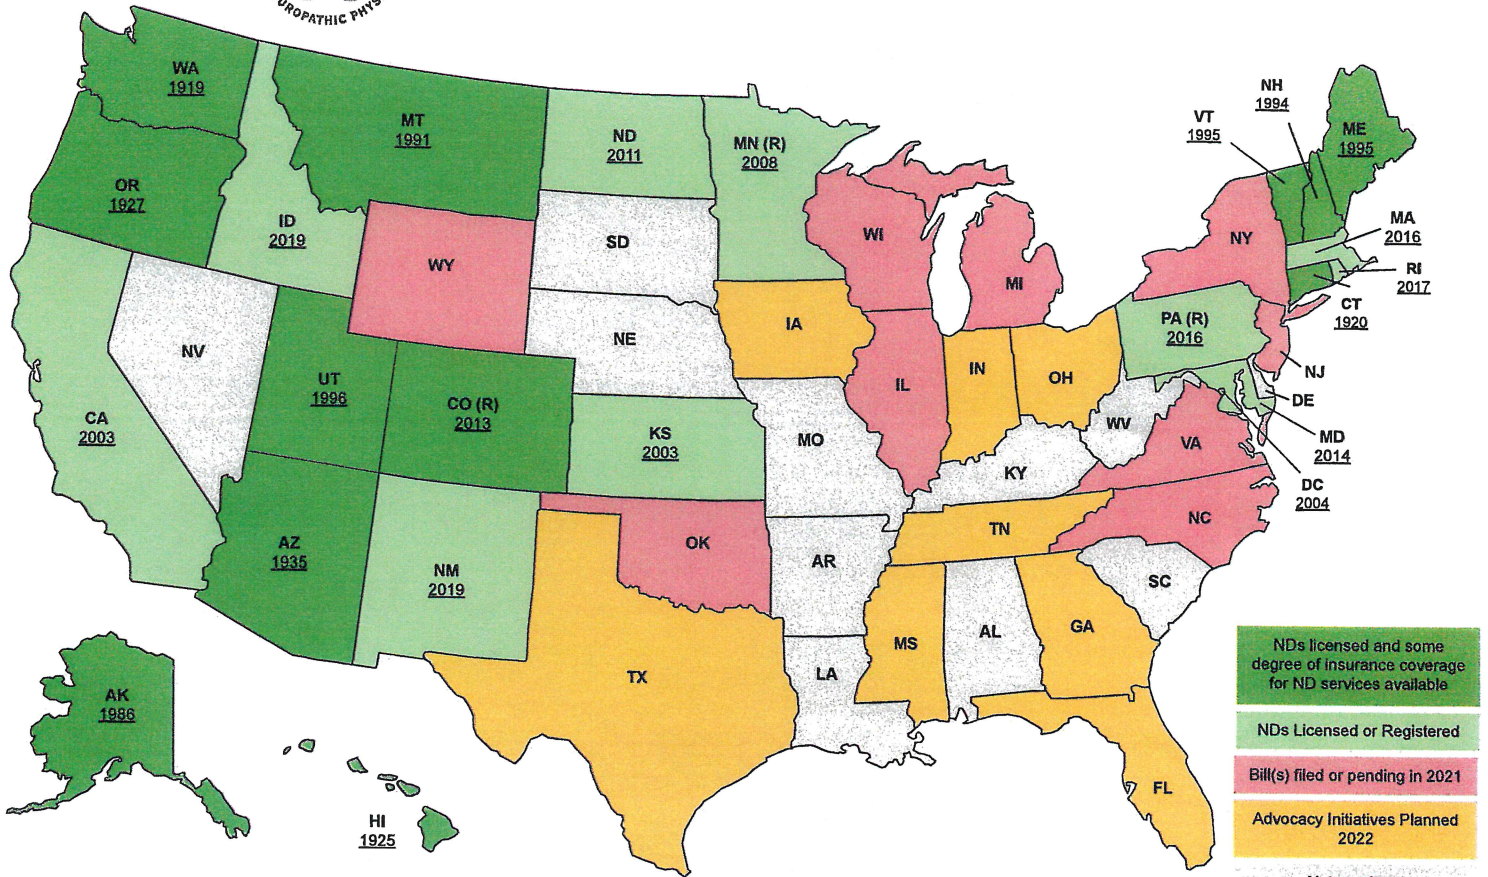 WA
1919
MT
1991
ND
2011
MN (R)
2008
VT
1995
NH
1994
ME
1995
OR
1927
ID
2019
WY
SD
WI
MI
NY
MA
2016
RI
2017
CT
1920
NV
NE
IA
IL
IN
OH
PA (R)
2016
NJ
DE
MD
2014
DC
2004
CA
2003
UT
1996
CO (R)
2013
KS
2003
MO
KY
WV
VA
AZ
1935
NM
2019
OK
AR
TN
NC
SC
TX
LA
MS
AL
GA
FL
AK
1986
HI
1925
NDs licensed and some
degree of insurance coverage
for ND services available
NDs Licensed or Registered
Bill(s) filed or pending in 2021
Advocacy Initiatives Planned
2022